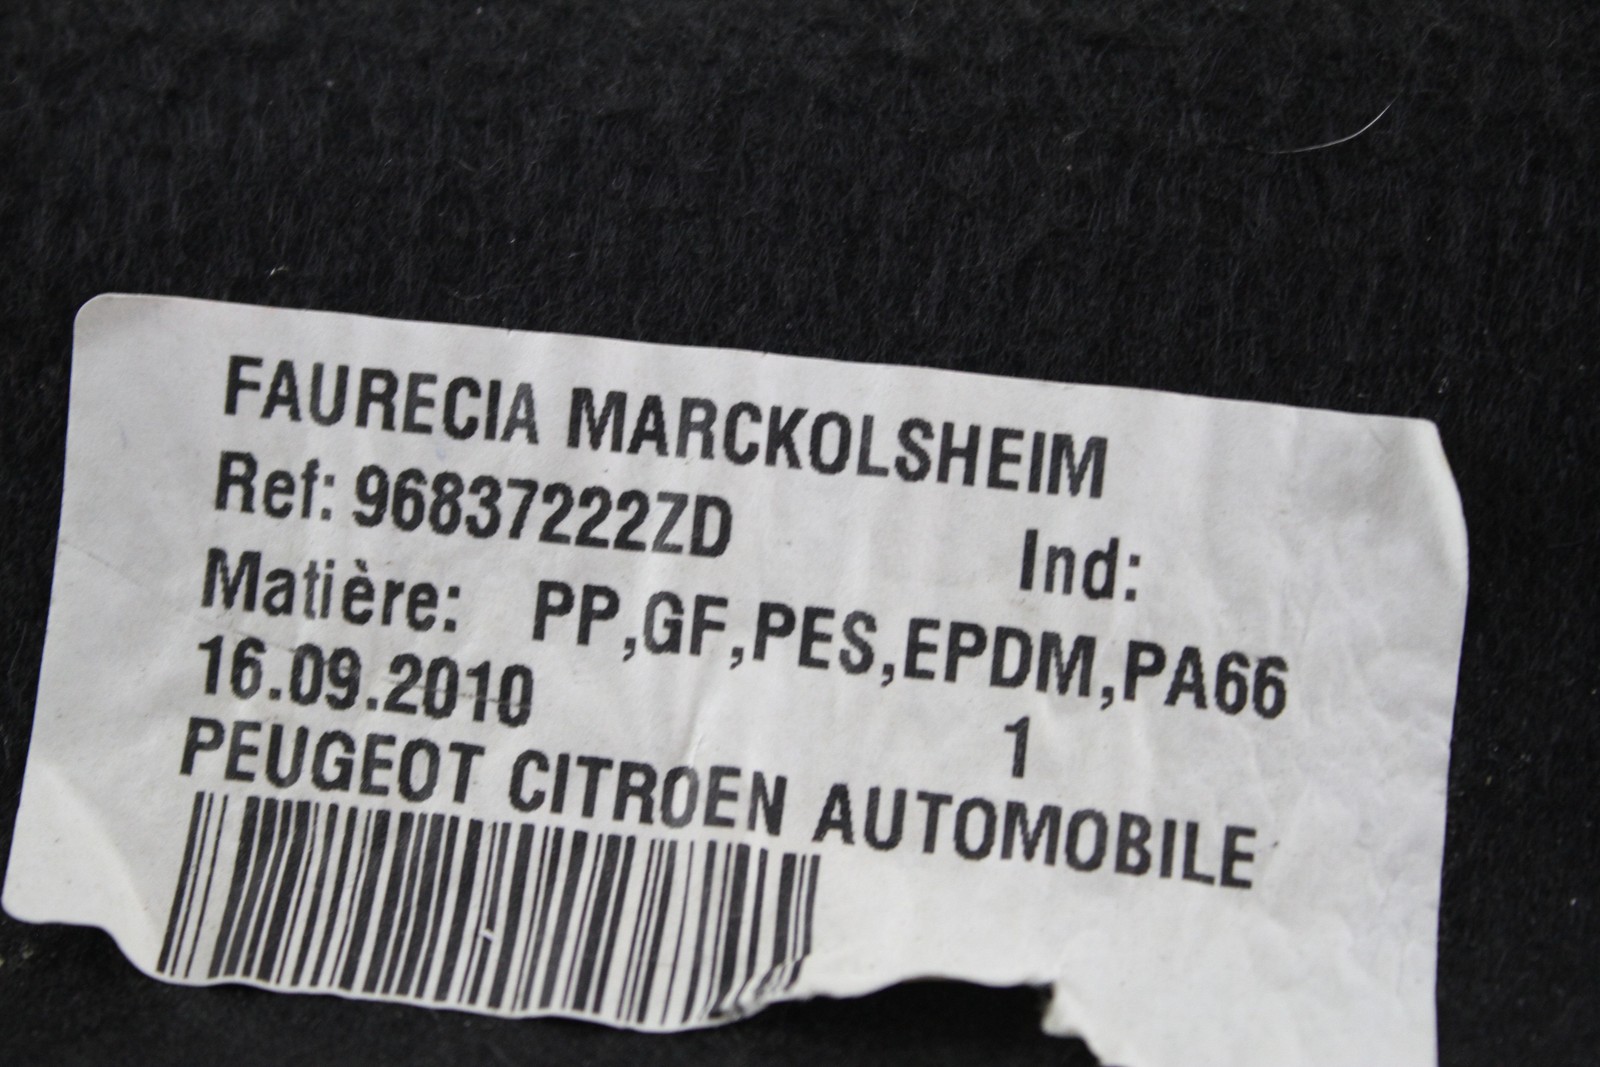 FAURECIA MARCKOLSHEIM
Ref: 96837222ZD Ind:
Matière: PP,GF,PES,EPDM,PA66
16.09.2010 1
PEUGEOT CITROEN AUTOMOBILE